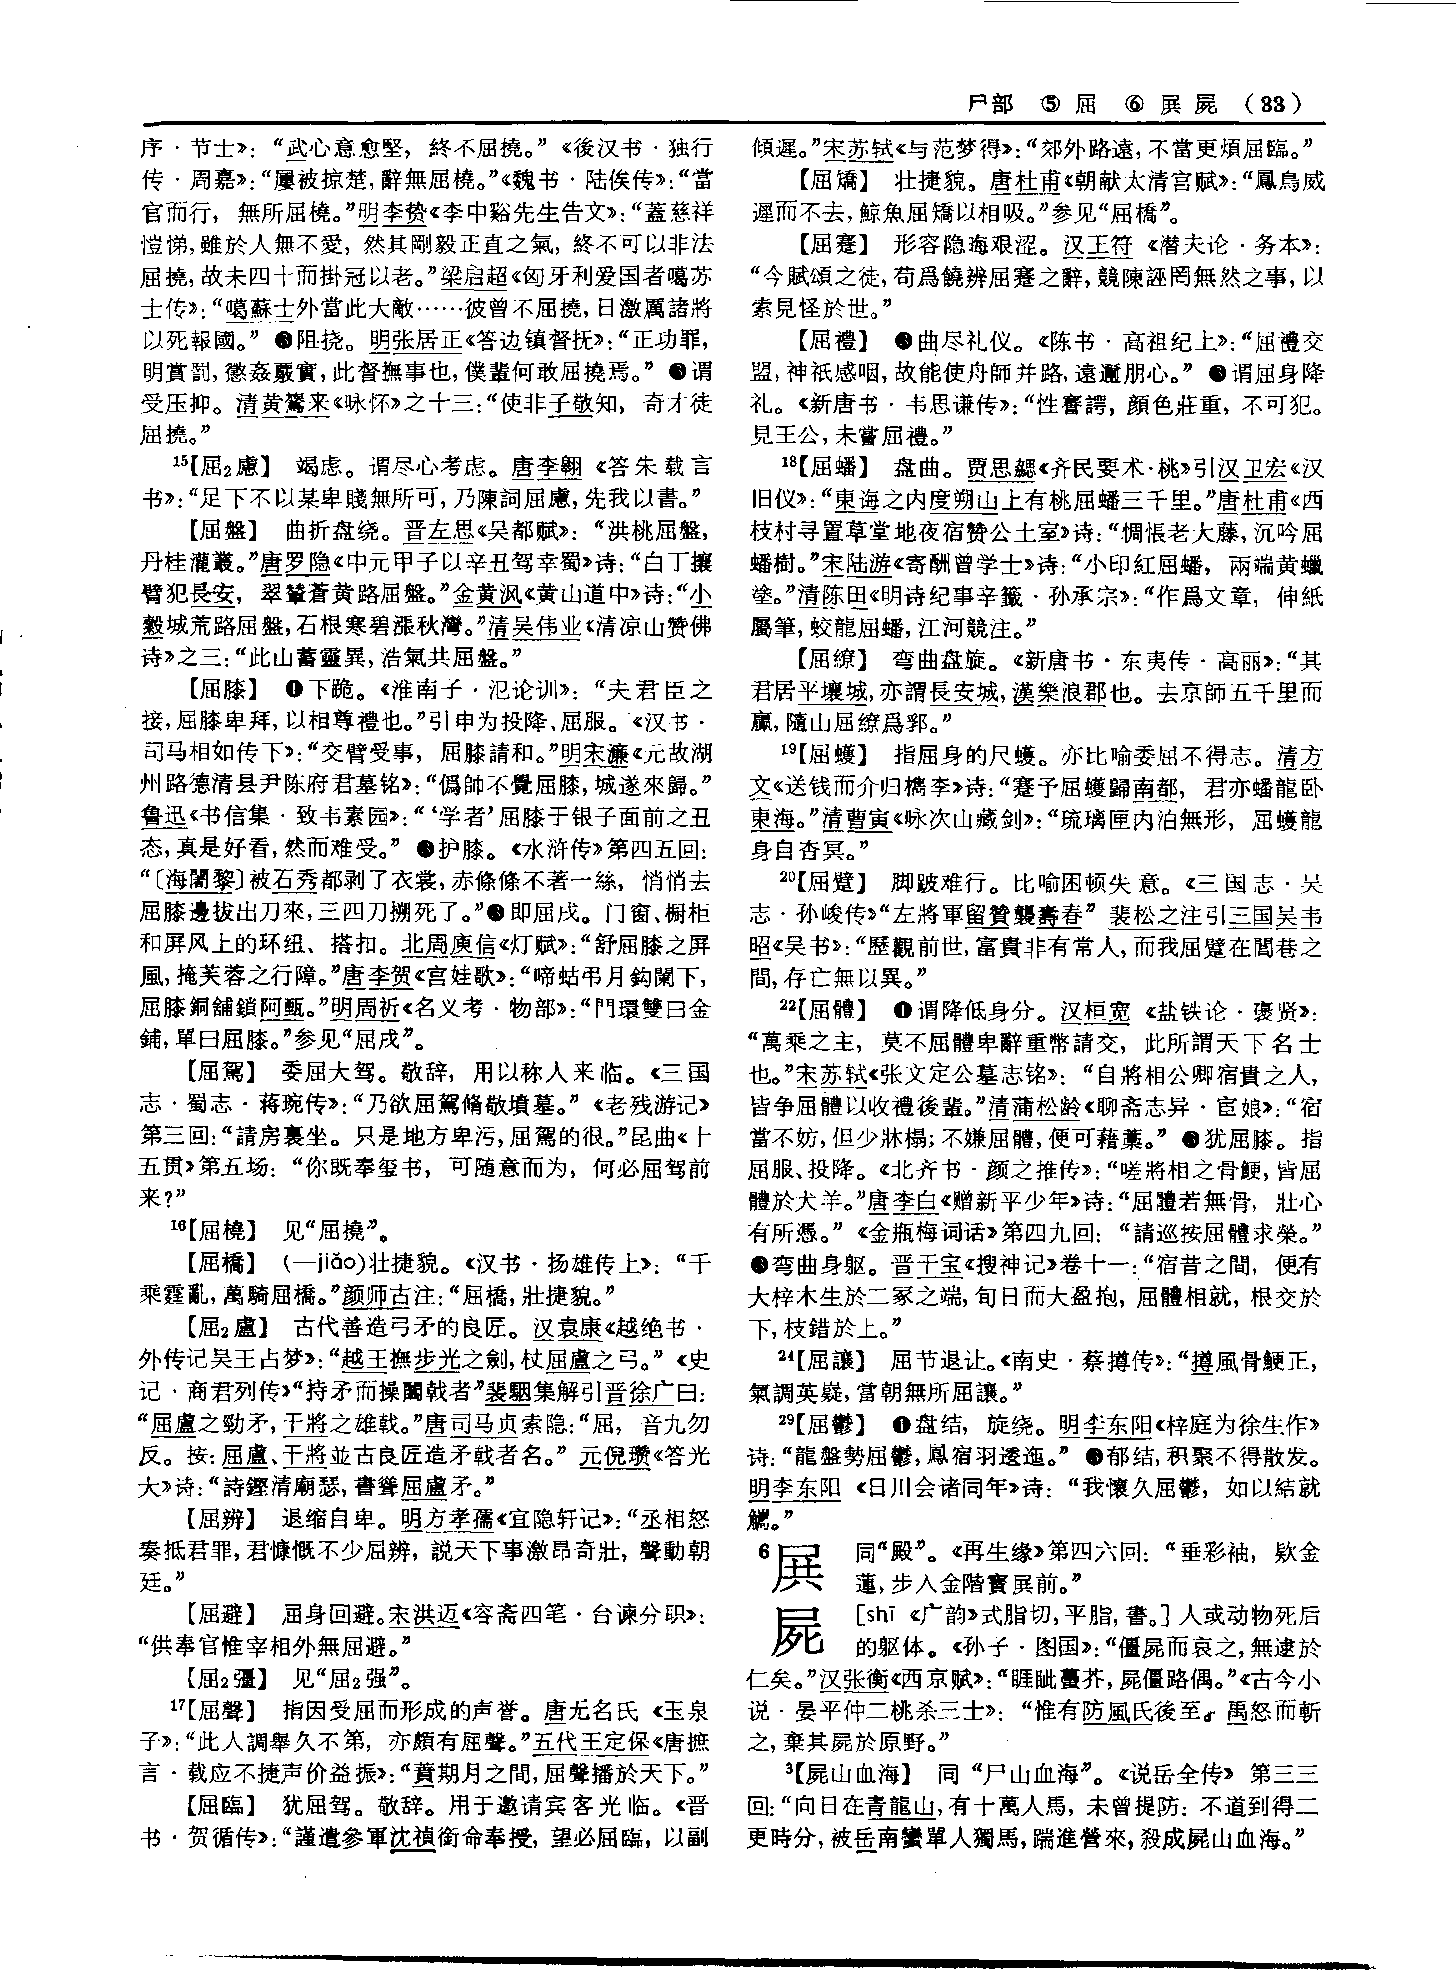 尸部 ⑤ 屈 ⑥ 屒 屍 (33)
序·节士》：“武心意愈堅，終不屈橈。”《後汉书·独行
传·周嘉》：“屢被掠楚，辭無屈橈。”《魏书·陆俟传》：“當
官而行，無所屈橈。”明李贽《李中谿先生告文》：“蓋慈祥
愷悌，雖於人無不愛，然其剛毅正直之氣，終不可以非法
屈撓，故未四十而掛冠以老。”梁启超《匈牙利爱国者噶苏
士传》：“噶蘇士外當此大敵……彼曾不屈撓，日激厲諸將
以死報國。”❷阻挠。明张居正《答边镇督抚》：“正功罪，
明賞罰，懲姦覈實，此督撫事也，僕輩何敢屈撓焉。”❸谓
受压抑。清黄鷟来《咏怀》之十三：“使非子敬知，奇才徒
屈撓。”
15【屈2慮】 竭虑。谓尽心考虑。唐李翱《答朱载言
书》：“足下不以某卑賤無所可，乃陳詞屈慮，先我以書。”
【屈盤】 曲折盘绕。晋左思《吴都赋》：“洪桃屈盤，
丹桂灌叢。”唐罗隐《中元甲子以辛丑驾幸蜀》诗：“白丁攘
臂犯長安，翠輦蒼黄路屈盤。”金黄沨《黄山道中》诗：“小
穀城荒路屈盤，石根寒碧漲秋灣。”清吴伟业《清凉山赞佛
诗》之三：“此山蓄靈異，浩氣共屈盤。”
【屈膝】 ❶下跪。《淮南子·氾论训》：“夫君臣之
接，屈膝卑拜，以相尊禮也。”引申为投降、屈服。《汉书·
司马相如传下》：“交臂受事，屈膝請和。”明宋濂《元故湖
州路德清县尹陈府君墓铭》：“僞帥不覺屈膝，城遂來歸。”
鲁迅《书信集·致韦素园》：“‘学者’屈膝于银子面前之丑
态，真是好看，然而难受。”❷护膝。《水浒传》第四五回：
“〔海闍黎〕被石秀都剥了衣裳，赤條條不著一絲，悄悄去
屈膝邊拔出刀來，三四刀搠死了。”❸即屈戌。门窗、橱柜
和屏风上的环纽、搭扣。北周庾信《灯赋》：“舒屈膝之屏
風，掩芙蓉之行障。”唐李贺《宫娃歌》：“啼蛄弔月鈎闌下，
屈膝銅鋪鎖阿甄。”明周祈《名义考·物部》：“門環雙曰金
鋪，單曰屈膝。”参见“屈戌”。
【屈駕】 委屈大驾。敬辞，用以称人来临。《三国
志·蜀志·蒋琬传》：“乃欲屈駕脩敬墳墓。”《老残游记》
第三回：“請房裏坐。只是地方卑污，屈駕的很。”昆曲《十
五贯》第五场：“你既奉玺书，可随意而为，何必屈驾前
来？”
16【屈橈】 见“屈撓”。
【屈橋】 (—jiǎo)壮捷貌。《汉书·扬雄传上》：“千
乘霆亂，萬騎屈橋。”颜师古注：“屈橋，壯捷貌。”
【屈2盧】 古代善造弓矛的良匠。汉袁康《越绝书·
外传记吴王占梦》：“越王撫步光之劍，杖屈盧之弓。”《史
记·商君列传》“持矛而操闟戟者”裴駰集解引晋徐广曰：
“屈盧之勁矛，干將之雄戟。”唐司马贞索隐：“屈，音九勿
反。按：屈盧、干將並古良匠造矛戟者名。”元倪瓒《答光
大》诗：“詩鏗清廟瑟，書聳屈盧矛。”
【屈辨】 退缩自卑。明方孝孺《宜隐轩记》：“丞相怒
奏抵君罪，君慷慨不少屈辨，説天下事激昂奇壯，聲動朝
廷。”
【屈避】 屈身回避。宋洪迈《容斋四笔·台谏分职》：
“供奉官惟宰相外無屈避。”
【屈2彊】 见“屈2强”。
17【屈聲】 指因受屈而形成的声誉。唐尤名氏《玉泉
子》：“此人調舉久不第，亦頗有屈聲。”五代王定保《唐摭
言·载应不捷声价益振》：“蕢期月之間，屈聲播於天下。”
【屈臨】 犹屈驾。敬辞。用于邀请宾客光临。《晋
书·贺循传》：“謹遣參軍沈禎銜命奉授，望必屈臨，以副
傾遲。”宋苏轼《与范梦得》：“郊外路遠，不當更煩屈臨。”
【屈矯】 壮捷貌。唐杜甫《朝献太清宫赋》：“鳳鳥威
遲而不去，鯨魚屈矯以相吸。”参见“屈橋”。
【屈蹇】 形容隐晦艰涩。汉王符《潜夫论·务本》：
“今賦頌之徒，苟爲饒辨屈蹇之辭，競陳誣罔無然之事，以
索見怪於世。”
【屈禮】 ❶曲尽礼仪。《陈书·高祖纪上》：“屈禮交
盟，神祇感咽，故能使舟師并路，遠邇朋心。”❷谓屈身降
礼。《新唐书·韦思谦传》：“性謇諤，顔色莊重，不可犯。
見王公，未嘗屈禮。”
18【屈蟠】 盘曲。贾思勰《齐民要术·桃》引汉卫宏《汉
旧仪》：“東海之内度朔山上有桃屈蟠三千里。”唐杜甫《西
枝村寻置草堂地夜宿赞公土室》诗：“惆悵老大藤，沉吟屈
蟠樹。”宋陆游《寄酬曾学士》诗：“小印紅屈蟠，兩端黄蠟
塗。”清陈田《明诗纪事辛籤·孙承宗》：“作爲文章，伸紙
屬筆，蛟龍屈蟠，江河競注。”
【屈繚】 弯曲盘旋。《新唐书·东夷传·高丽》：“其
君居平壤城，亦謂長安城，漢樂浪郡也。去京師五千里而
贏，隨山屈繚爲郛。”
19【屈蠖】 指屈身的尺蠖。亦比喻委屈不得志。清方
文《送钱而介归檇李》诗：“蹇予屈蠖歸南都，君亦蟠龍卧
東海。”清曹寅《咏次山藏剑》：“琉璃匣内泊無形，屈蠖龍
身自杳冥。”
20【屈躄】 脚跛难行。比喻困顿失意。《三国志·吴
志·孙峻传》“左將軍留贊襲壽春”裴松之注引三国吴韦
昭《吴书》：“歷觀前世，富貴非有常人，而我屈躄在閭巷之
間，存亡無以異。”
22【屈體】 ❶谓降低身分。汉桓宽《盐铁论·褒贤》：
“萬乘之主，莫不屈體卑辭重幣請交，此所謂天下名士
也。”宋苏轼《张文定公墓志铭》：“自將相公卿宿貴之人，
皆争屈體以收禮後輩。”清蒲松龄《聊斋志异·宦娘》：“宿
當不妨，但少牀榻；不嫌屈體，便可藉藁。”❷犹屈膝。指
屈服、投降。《北齐书·颜之推传》：“嗟將相之骨鯁，皆屈
體於犬羊。”唐李白《赠新平少年》诗：“屈體若無骨，壯心
有所憑。”《金瓶梅词话》第四九回：“請巡按屈體求榮。”
❸弯曲身躯。晋干宝《搜神记》卷十一：“宿昔之間，便有
大梓木生於二冢之端，旬日而大盈抱，屈體相就，根交於
下，枝錯於上。”
24【屈讓】 屈节退让。《南史·蔡撙传》：“撙風骨鯁正，
氣調英嶷，當朝無所屈讓。”
29【屈鬱】 ❶盘结，旋绕。明李东阳《梓庭为徐生作》
诗：“龍盤勢屈鬱，鳳宿羽逶迤。”❷郁结，积聚不得散发。
明李东阳《日川会诸同年》诗：“我懷久屈鬱，如以結就
觿。”
6 屒 同“殿”。《再生缘》第四六回：“垂彩袖，欵金
蓮，步入金階寶屒前。”
屍 [shī 《广韵》式脂切，平脂，書。]人或动物死后
的躯体。《孙子·图国》：“僵屍而哀之，無逮於
仁矣。”汉张衡《西京赋》：“睚眦蠆芥，屍僵路偶。”《古今小
说·晏平仲二桃杀三士》：“惟有防風氏後至，禹怒而斬
之，棄其屍於原野。”
3【屍山血海】 同“尸山血海”。《说岳全传》第三三
回：“向日在青龍山，有十萬人馬，未曾提防；不道到得二
更時分，被岳南蠻單人獨馬，踹進營來，殺成屍山血海。”